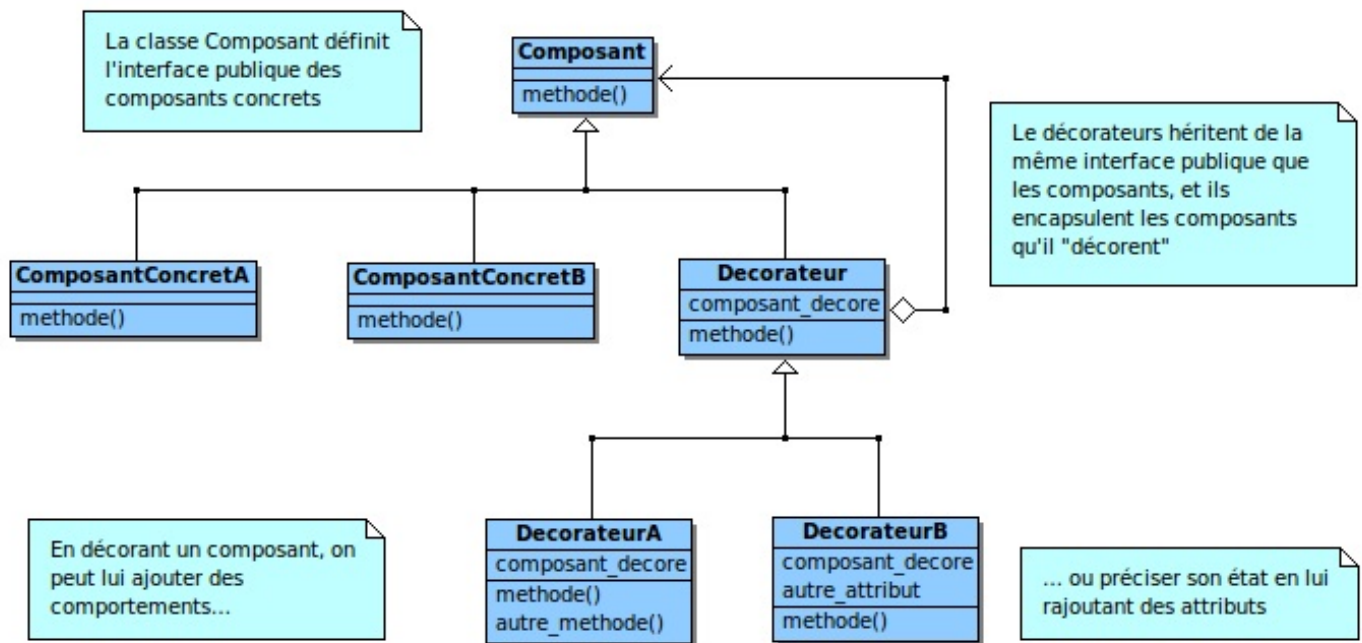 La classe Composant définit
l'interface publique des
composants concrets
Composant
methode()
Le décorateurs héritent de la
même interface publique que
les composants, et ils
encapsulent les composants
qu'il "décorent"
ComposantConcretA
methode()
ComposantConcretB
methode()
Decorateur
composant_decore
methode()
En décorant un composant, on
peut lui ajouter des
comportements...
DecorateurA
composant_decore
methode()
autre_methode()
DecorateurB
composant_decore
autre_attribut
methode()
... ou préciser son état en lui
rajoutant des attributs